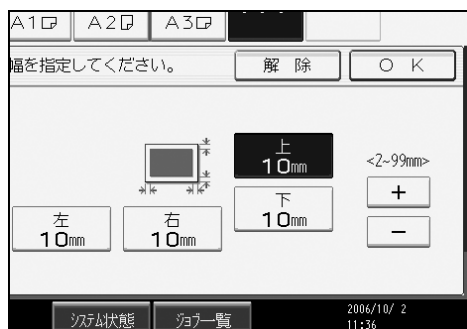 A1 A2 A3
幅を指定してください。 解 除 O K
上
10mm
<2~99mm>
下
10mm
+
左
10mm
右
10mm
−
システム状態 ジョブ一覧
2006/10/ 2
11:36